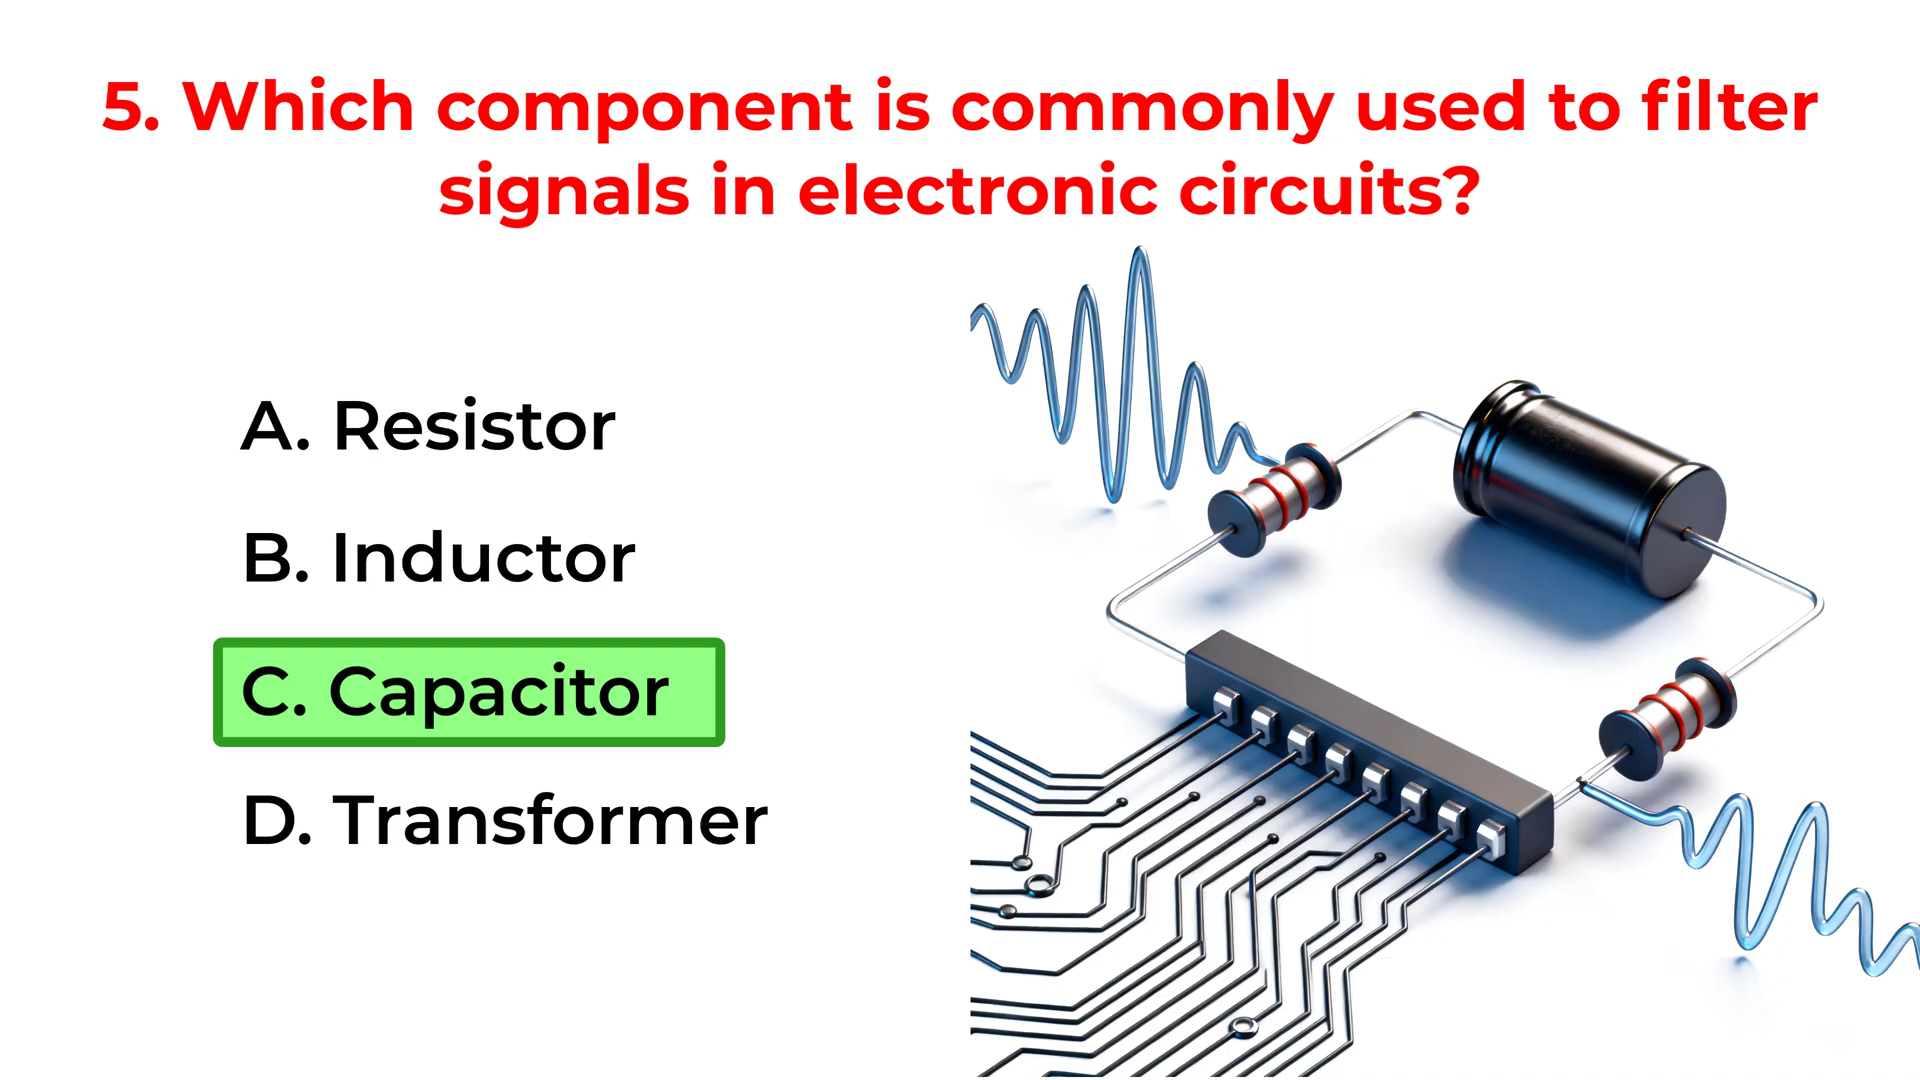 5. Which component is commonly used to filter
signals in electronic circuits?
A. Resistor
B. Inductor
C. Capacitor
D. Transformer